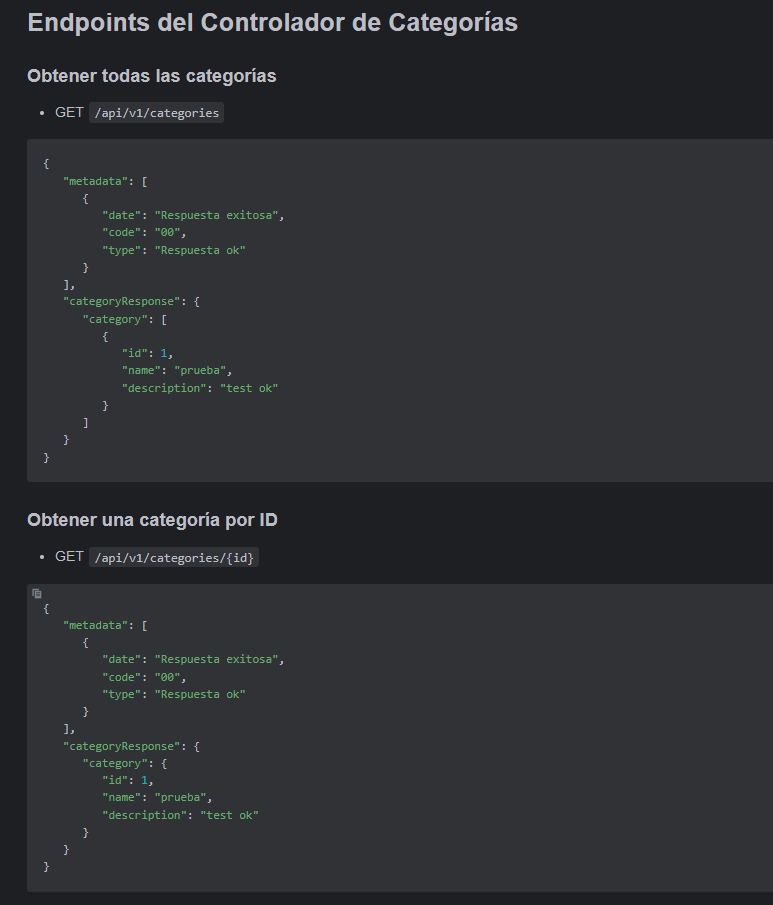 Endpoints del Controlador de Categorías
Obtener todas las categorías
• GET /api/v1/categories
{
   "metadata": [
      {
         "date": "Respuesta exitosa",
         "code": "00",
         "type": "Respuesta ok"
      }
   ],
   "categoryResponse": {
      "category": [
         {
            "id": 1,
            "name": "prueba",
            "description": "test ok"
         }
      ]
   }
}
Obtener una categoría por ID
• GET /api/v1/categories/{id}
{
   "metadata": [
      {
         "date": "Respuesta exitosa",
         "code": "00",
         "type": "Respuesta ok"
      }
   ],
   "categoryResponse": {
      "category": {
         "id": 1,
         "name": "prueba",
         "description": "test ok"
      }
   }
}